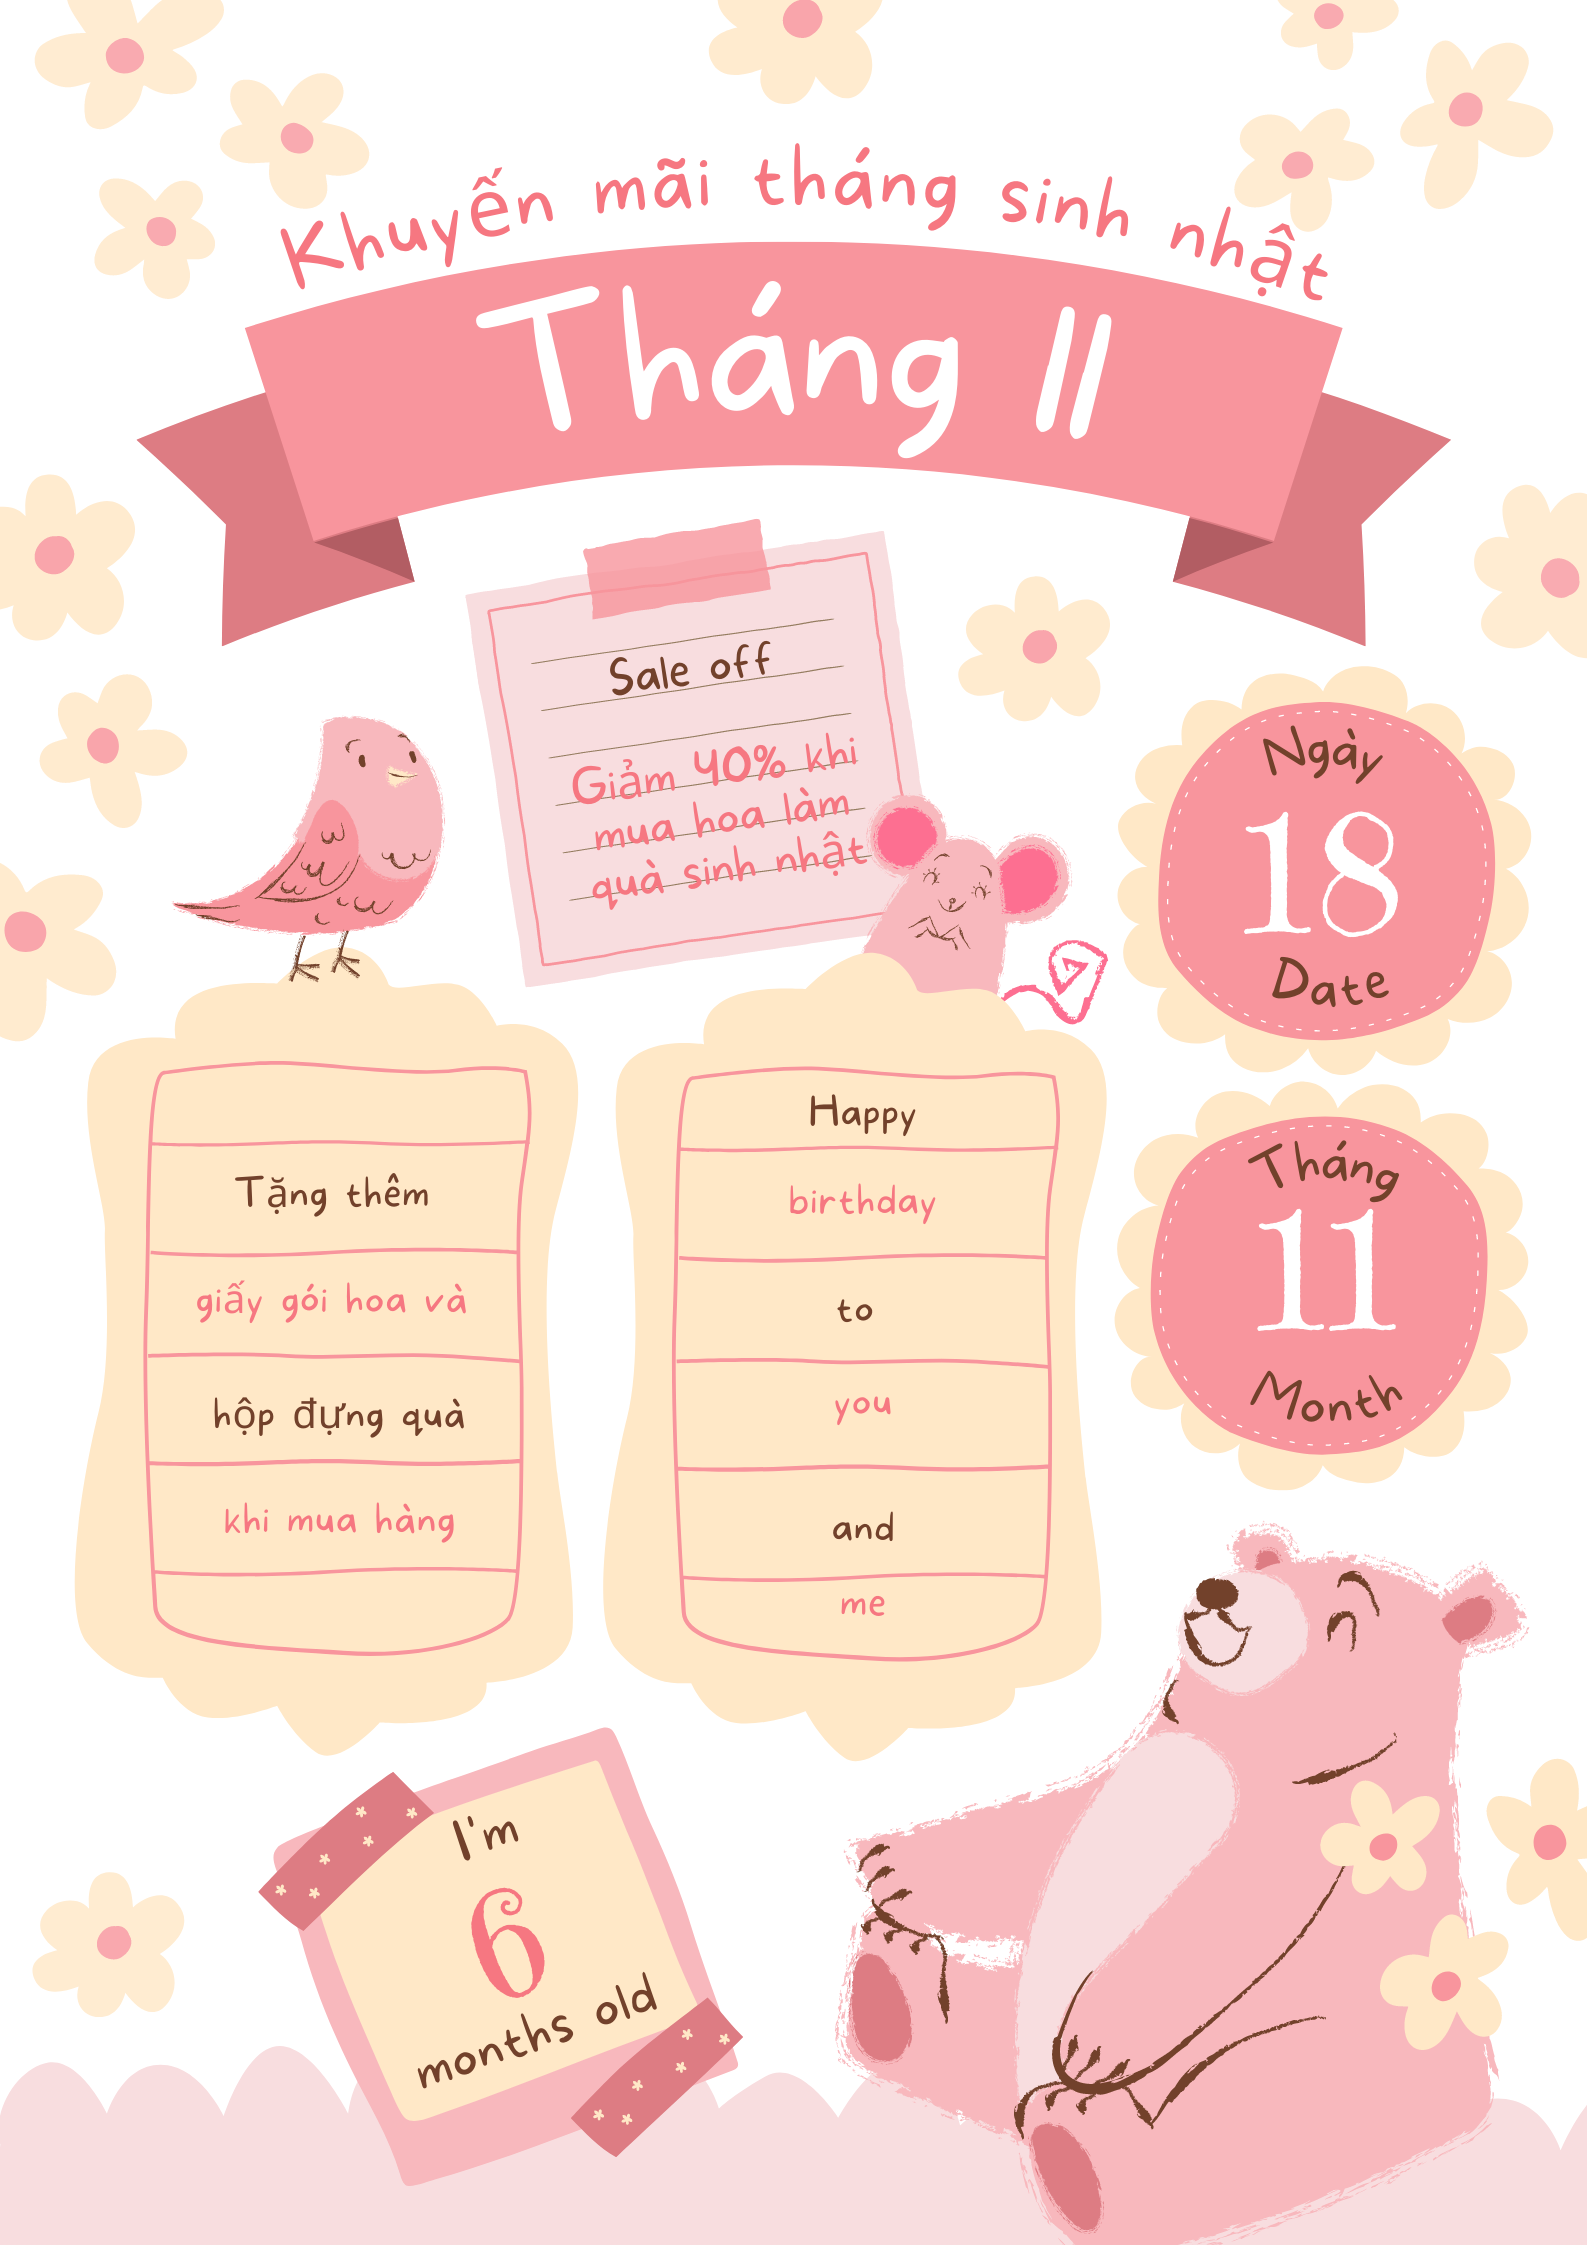 Khuyến mãi tháng sinh nhật
Tháng 11
Sale off
Giảm 40% khi
mua hoa làm
quà sinh nhật
Ngày
18
Date
Tặng thêm
giấy gói hoa và
hộp đựng quà
khi mua hàng
Happy
birthday
to
you
and
me
Tháng
11
Month
I'm
6
months old